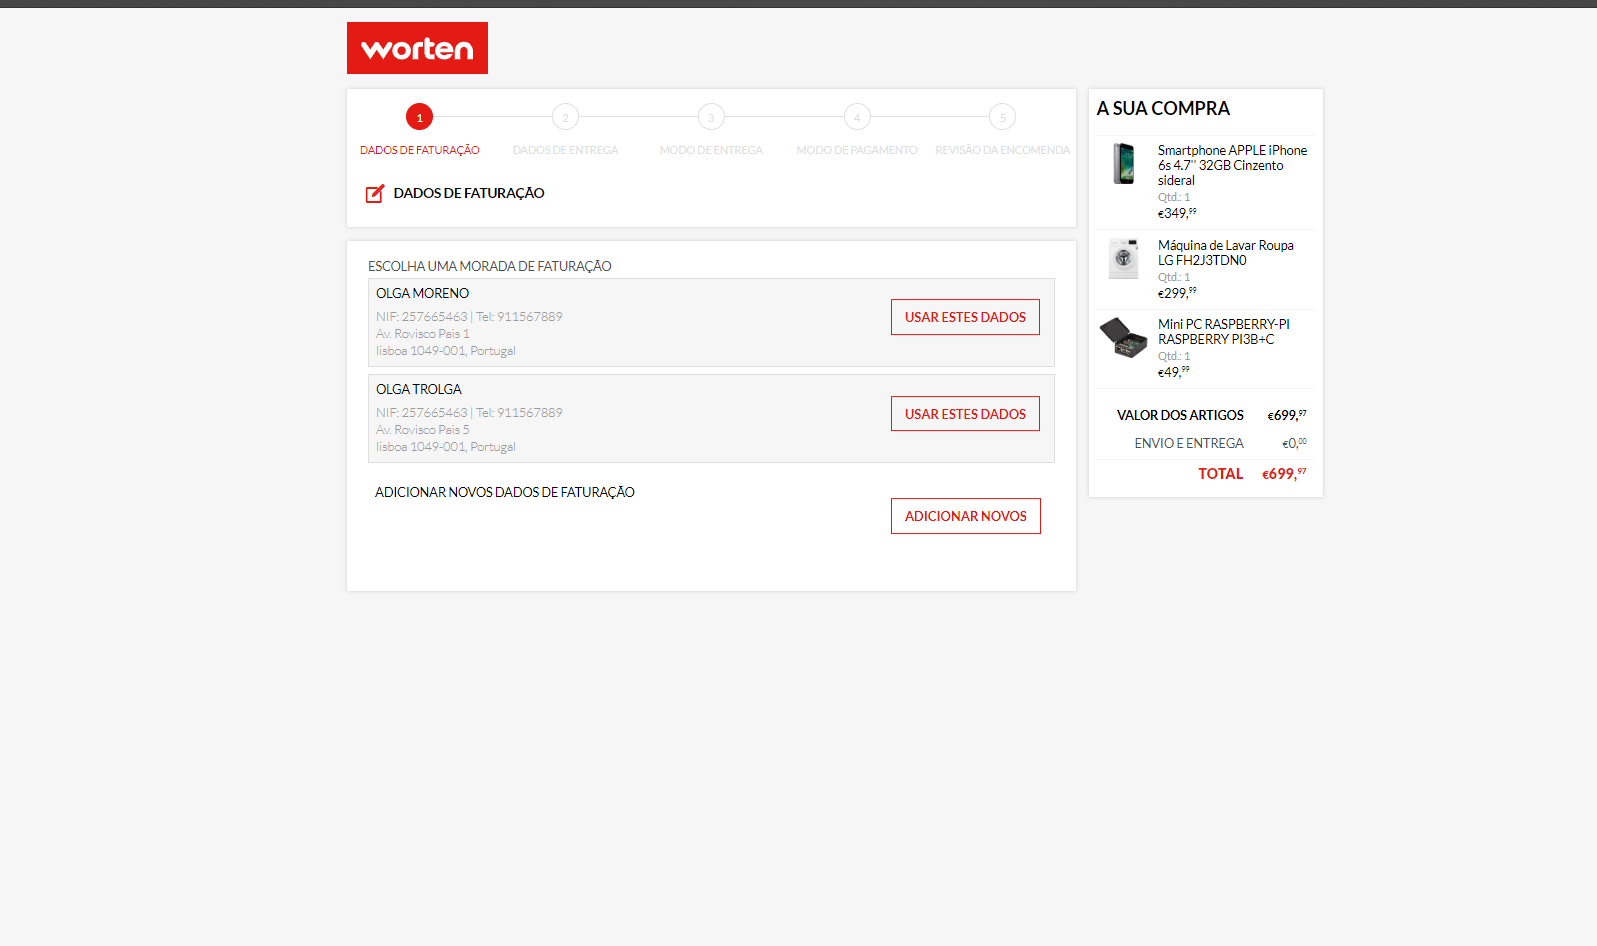 worten
1
2
3
4
5
DADOS DE FATURAÇÃO
DADOS DE ENTREGA
MODO DE ENTREGA
MODO DE PAGAMENTO
REVISÃO DA ENCOMENDA
DADOS DE FATURAÇÃO
ESCOLHA UMA MORADA DE FATURAÇÃO
OLGA MORENO
NIF: 257665463 | Tel: 911567889
Av. Rovisco Pais 1
lisboa 1049-001, Portugal
USAR ESTES DADOS
OLGA TROLGA
NIF: 257665463 | Tel: 911567889
Av. Rovisco Pais 5
lisboa 1049-001, Portugal
USAR ESTES DADOS
ADICIONAR NOVOS DADOS DE FATURAÇÃO
ADICIONAR NOVOS
A SUA COMPRA
Smartphone APPLE iPhone
6s 4.7'' 32GB Cinzento
sideral
Qtd.: 1
€349,99
Máquina de Lavar Roupa
LG FH2J3TDN0
Qtd.: 1
€299,99
Mini PC RASPBERRY-PI
RASPBERRY PI3B+C
Qtd.: 1
€49,99
VALOR DOS ARTIGOS €699,97
ENVIO E ENTREGA €0,00
TOTAL €699,97